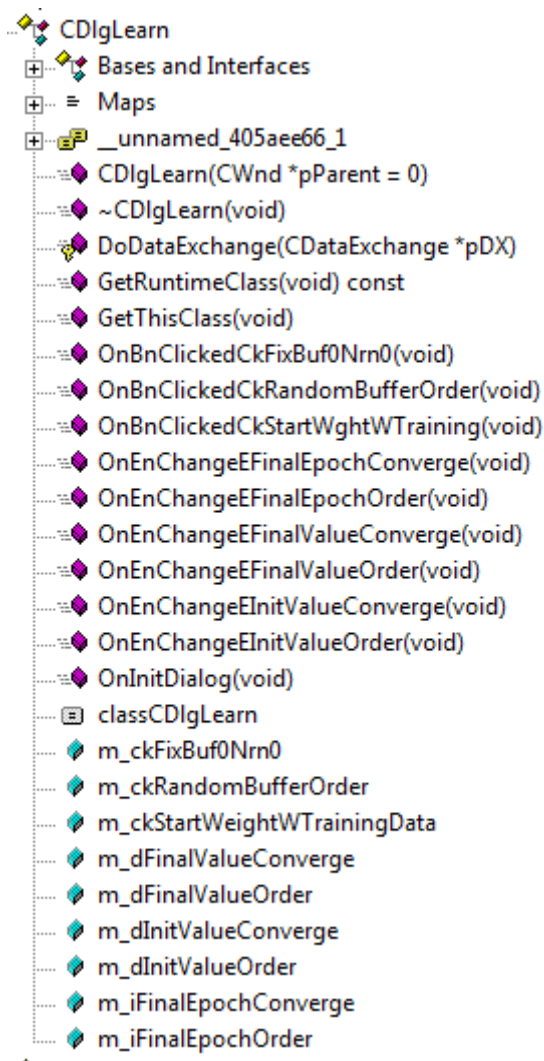 CDlgLearn
Bases and Interfaces
Maps
__unnamed_405aee66_1
CDlgLearn(CWnd *pParent = 0)
~CDlgLearn(void)
DoDataExchange(CDataExchange *pDX)
GetRuntimeClass(void) const
GetThisClass(void)
OnBnClickedCkFixBuf0Nrn0(void)
OnBnClickedCkRandomBufferOrder(void)
OnBnClickedCkStartWghtWTraining(void)
OnEnChangeEFinalEpochConverge(void)
OnEnChangeEFinalEpochOrder(void)
OnEnChangeEFinalValueConverge(void)
OnEnChangeEFinalValueOrder(void)
OnEnChangeEInitValueConverge(void)
OnEnChangeEInitValueOrder(void)
OnInitDialog(void)
classCDlgLearn
m_ckFixBuf0Nrn0
m_ckRandomBufferOrder
m_ckStartWeightWTrainingData
m_dFinalValueConverge
m_dFinalValueOrder
m_dInitValueConverge
m_dInitValueOrder
m_iFinalEpochConverge
m_iFinalEpochOrder